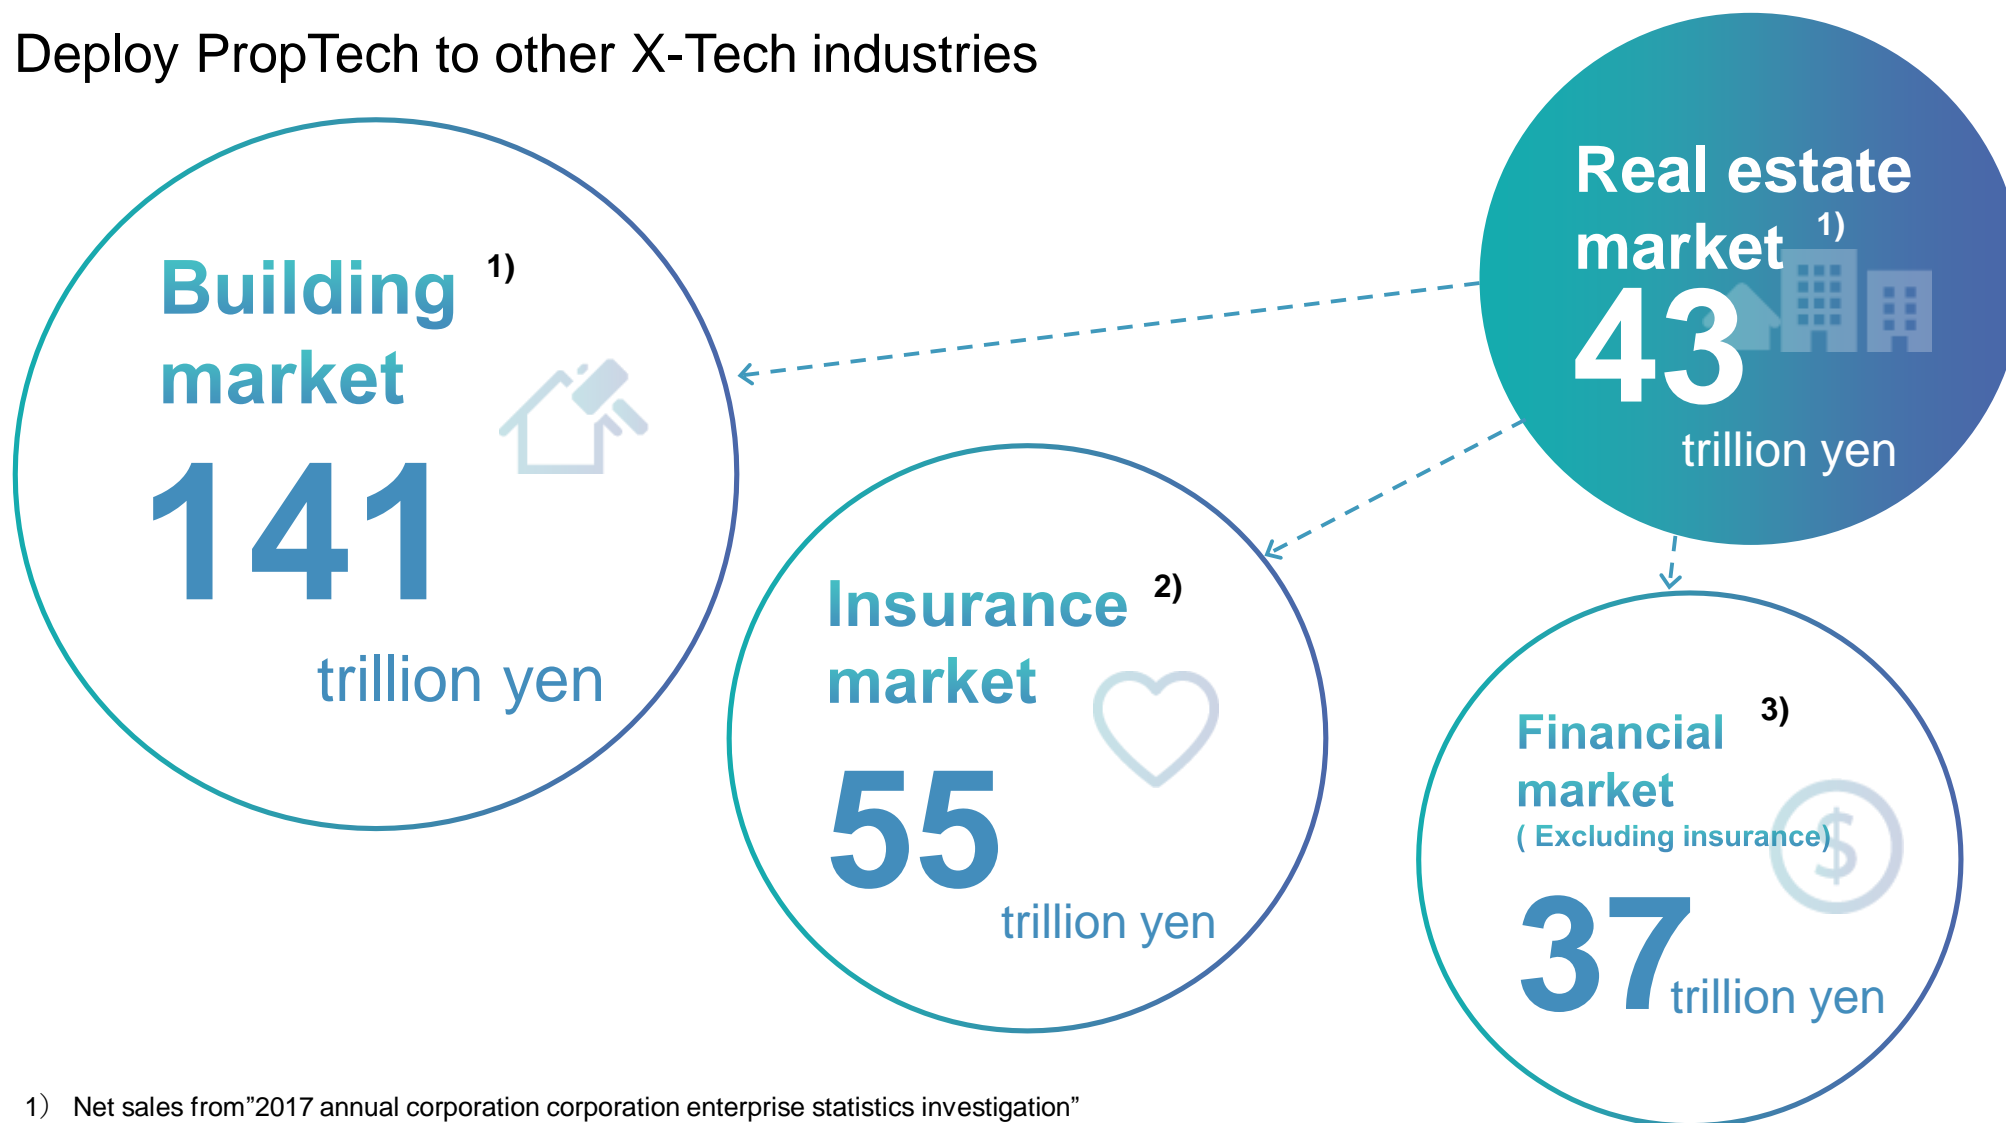 Deploy PropTech to other X-Tech industries
Real estate
market 1)
43
trillion yen
Building 1)
market
141
trillion yen
Insurance 2)
market
55
trillion yen
Financial 3)
market
( Excluding insurance)
37
trillion yen
1） Net sales from”2017 annual corporation corporation enterprise statistics investigation”